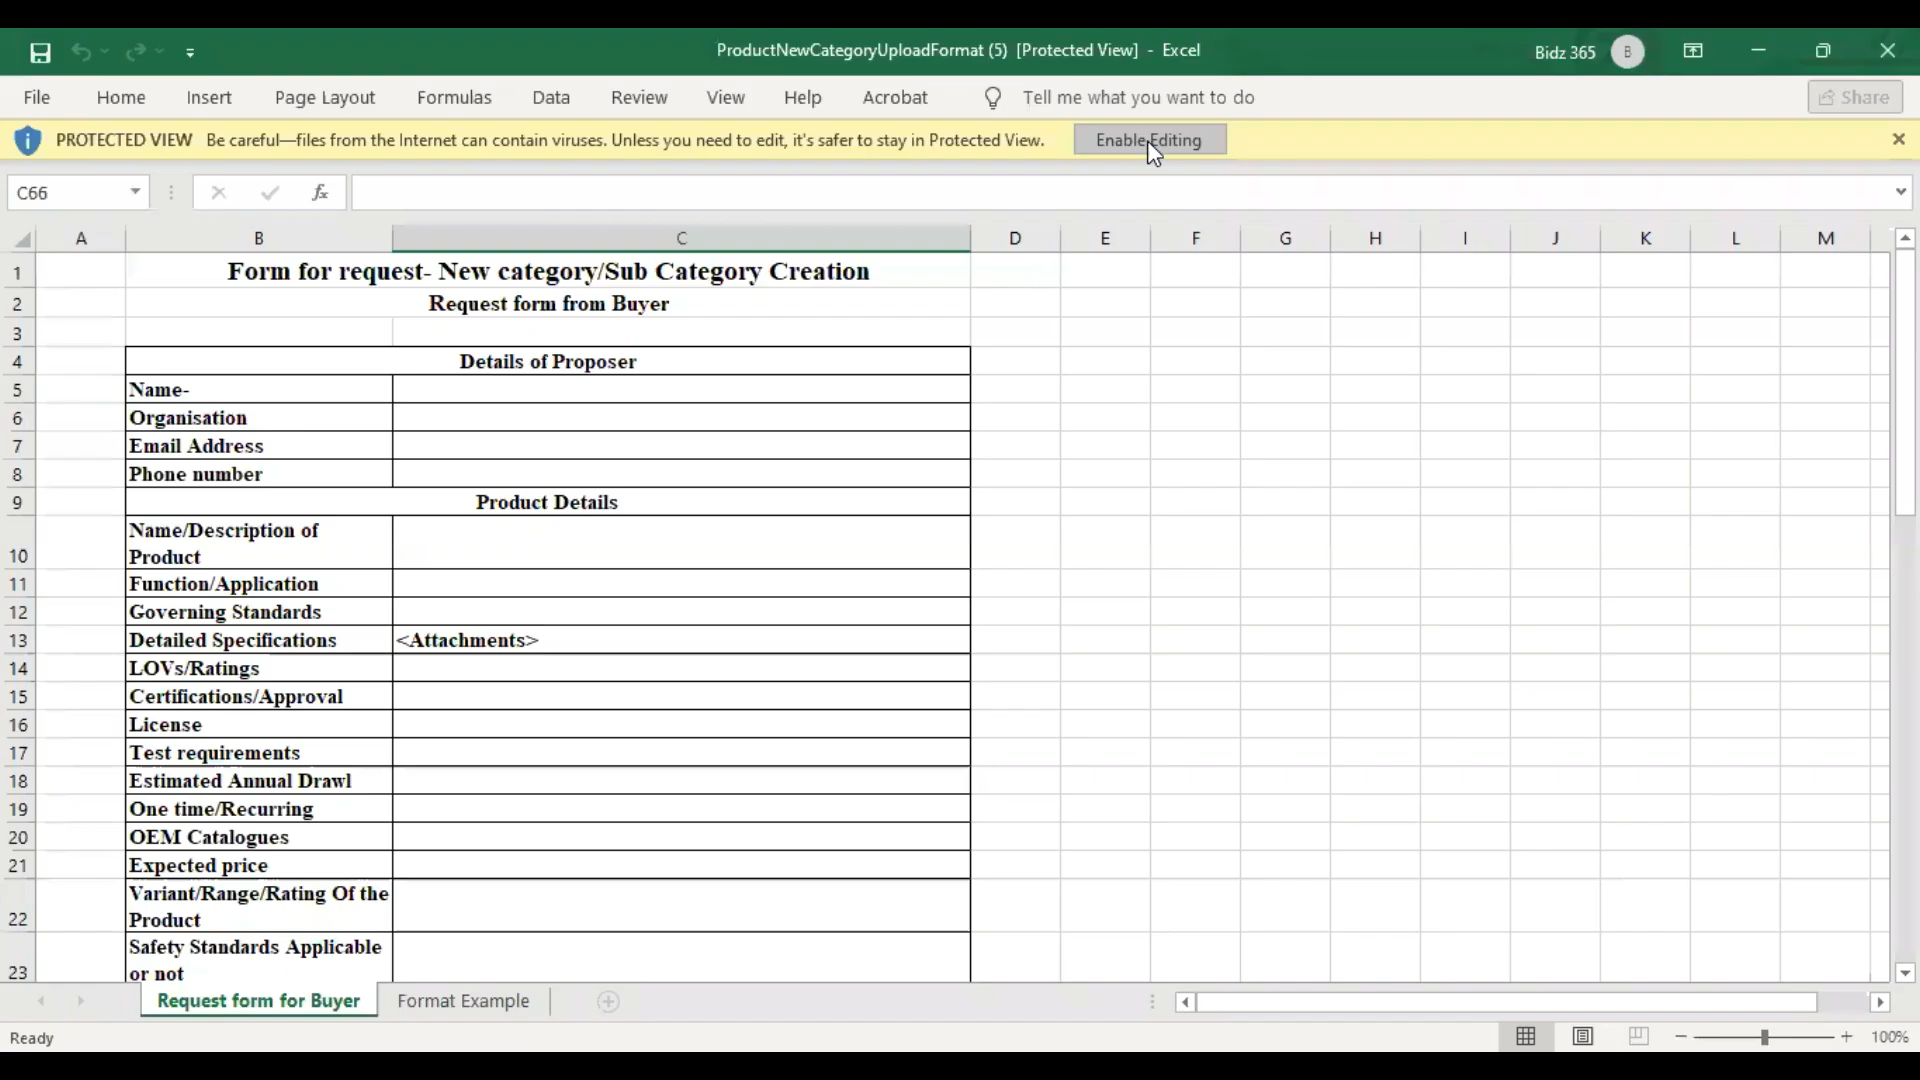 ProductNewCategoryUploadFormat (5) [Protected View] - Excel
Bidz 365
B
File Home Insert Page Layout Formulas Data Review View Help Acrobat Tell me what you want to do Share
PROTECTED VIEW Be careful—files from the Internet can contain viruses. Unless you need to edit, it's safer to stay in Protected View. Enable Editing
C66 fx
A B C D E F G H I J K L M
1 Form for request- New category/Sub Category Creation
2 Request form from Buyer
3
4 Details of Proposer
5 Name-
6 Organisation
7 Email Address
8 Phone number
9 Product Details
Name/Description of
10 Product
11 Function/Application
12 Governing Standards
13 Detailed Specifications <Attachments>
14 LOVs/Ratings
15 Certifications/Approval
16 License
17 Test requirements
18 Estimated Annual Drawl
19 One time/Recurring
20 OEM Catalogues
21 Expected price
Variant/Range/Rating Of the
22 Product
Safety Standards Applicable
23 or not
Request form for Buyer Format Example
Ready 100%